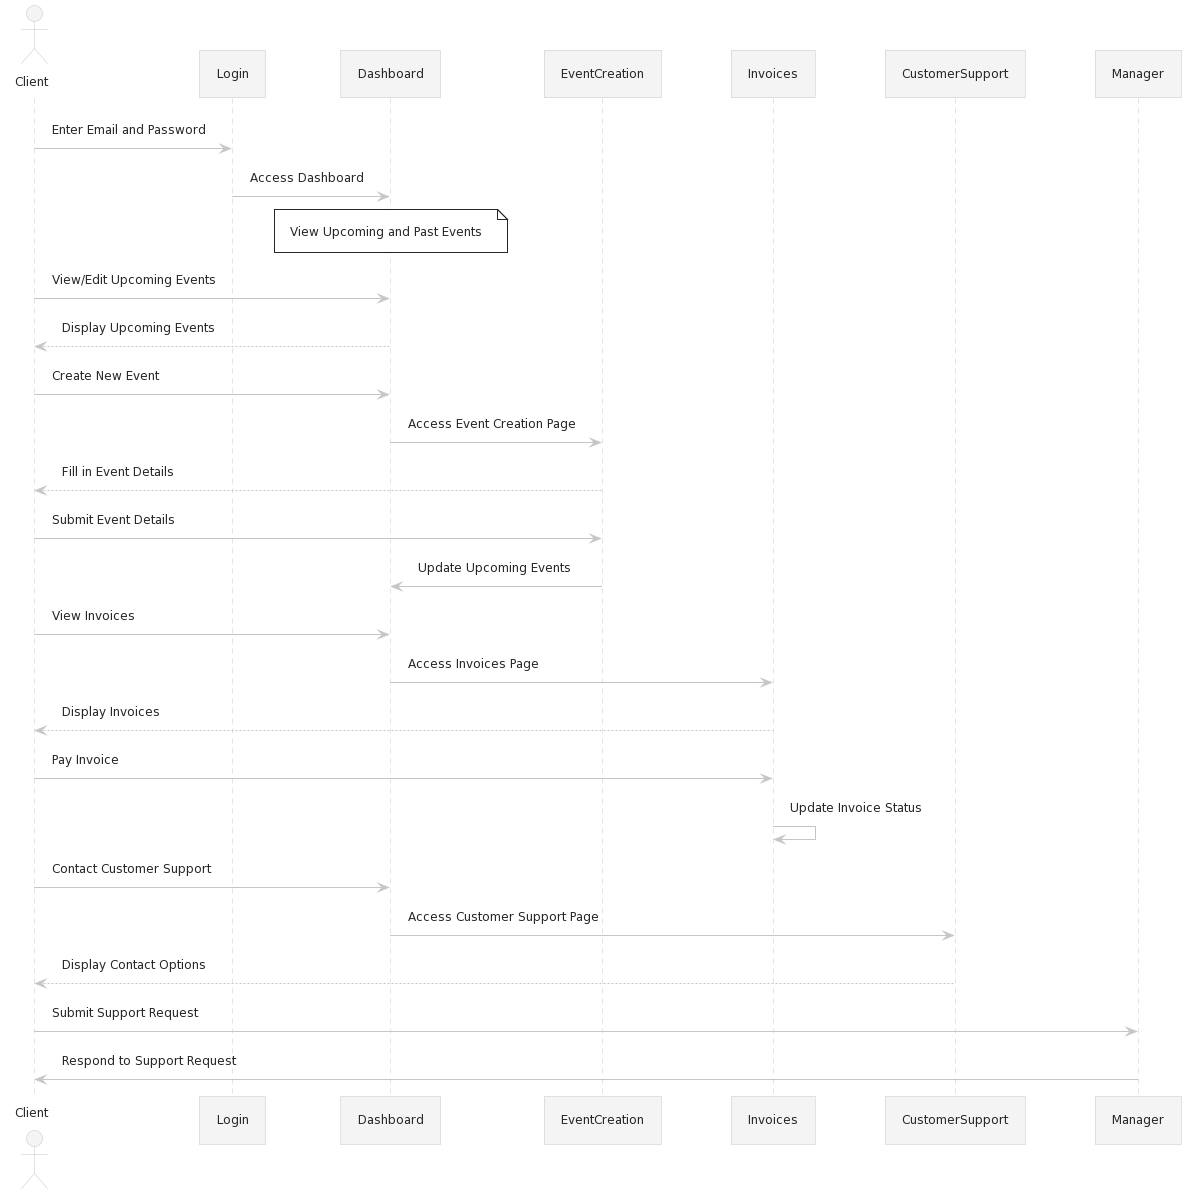 Client
Login
Dashboard
EventCreation
Invoices
CustomerSupport
Manager
Enter Email and Password
Access Dashboard
View Upcoming and Past Events
View/Edit Upcoming Events
Display Upcoming Events
Create New Event
Access Event Creation Page
Fill in Event Details
Submit Event Details
Update Upcoming Events
View Invoices
Access Invoices Page
Display Invoices
Pay Invoice
Update Invoice Status
Contact Customer Support
Access Customer Support Page
Display Contact Options
Submit Support Request
Respond to Support Request
Client
Login
Dashboard
EventCreation
Invoices
CustomerSupport
Manager